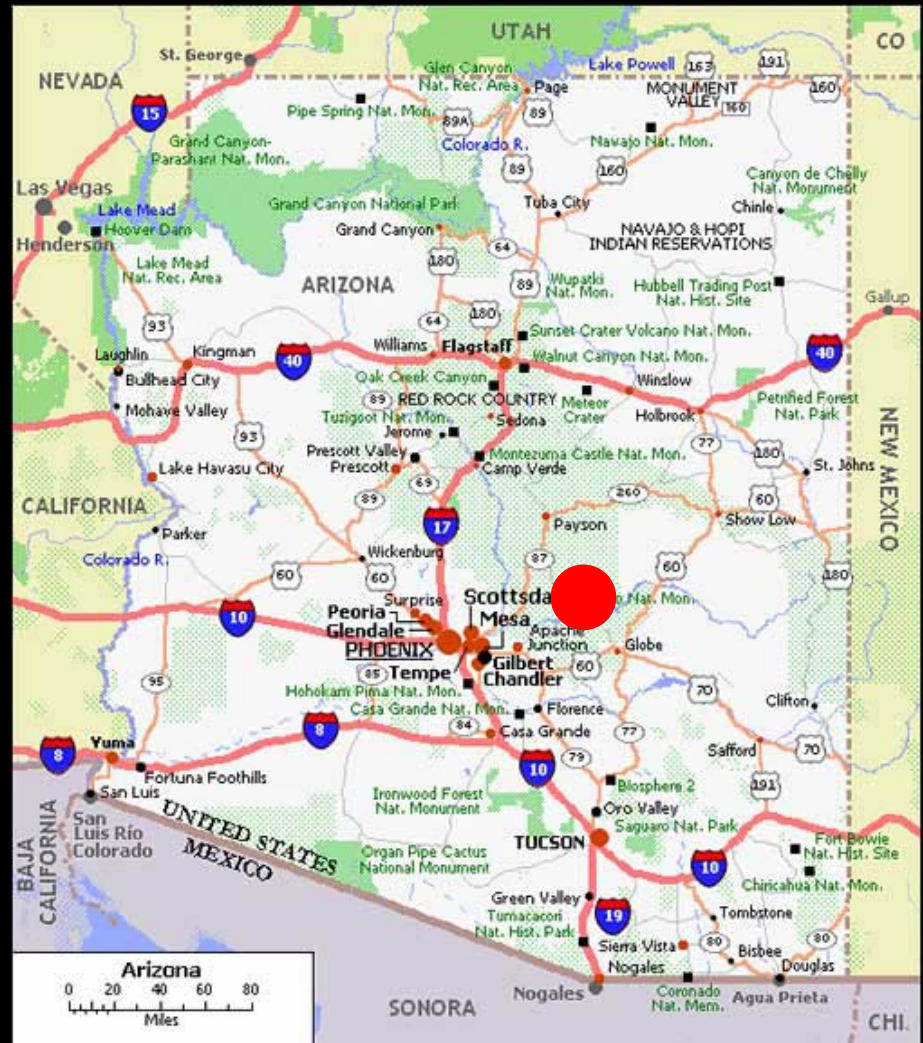 UTAH
CO
NEVADA
St. George
Glen Canyon
Nat. Rec. Area
Lake Powell
163
191
160
Page
MONUMENT
VALLEY
160
15
Pipe Spring Nat. Mon.
89A
89
Colorado R.
Navajo Nat. Mon.
Grand Canyon-
Parashant Nat. Mon.
89
160
Canyon de Chelly
Nat. Monument
Las Vegas
Grand Canyon National Park
Tuba City
Chinle
Lake Mead
Hoover Dam
Henderson
Grand Canyon
NAVAJO & HOPI
INDIAN RESERVATIONS
64
Lake Mead
Nat. Rec. Area
180
ARIZONA
89
Wupatki
Nat. Mon.
Hubbell Trading Post
Nat. Hist. Site
Gallup
93
64
180
Sunset Crater Volcano Nat. Mon.
Laughlin
Kingman
40
Williams
Flagstaff
Walnut Canyon Nat. Mon.
40
Bullhead City
Oak Creek Canyon
Winslow
Mohave Valley
89
RED ROCK COUNTRY
Meteor
Crater
Holbrook
Petrified Forest
Nat. Park
Tuzigoot Nat. Mon.
Sedona
Jerome
93
77
NEW MEXICO
Prescott Valley
Montezuma Castle Nat. Mon.
180
Lake Havasu City
Prescott
Camp Verde
St. Johns
89
69
260
60
CALIFORNIA
17
Payson
Show Low
Parker
87
Colorado R.
Wickenburg
60
60
60
180
Surprise
Scottsda
o Nat. Mon.
10
Peoria
Mesa
Glendale
Apache
Junction
PHOENIX
Globe
60
Tempe
Gilbert
Chandler
85
95
70
Hohokam Pima Nat. Mon.
Clifton
Casa Grande Nat. Mon.
Florence
84
8
77
Casa Grande
8
Yuma
79
Safford
70
10
Fortuna Foothills
Biosphere 2
191
San Luis
Ironwood Forest
Nat. Monument
Oro Valley
San
Luis Río
Colorado
UNITED STATES
MEXICO
TUCSON
Saguaro Nat. Park
Fort Bowie
Nat. Hist. Site
BAJA
CALIFORNIA
Organ Pipe Cactus
National Monument
10
Chiricahua Nat. Mon.
Green Valley
19
Tombstone
Tumacacori
Nat. Hist. Park
Sierra Vista
80
80
Bisbee
Arizona
0 20 40 60 80
Miles
Nogales
Douglas
Nogales
Coronado
Nat. Mem.
Agua Prieta
SONORA
CHI.